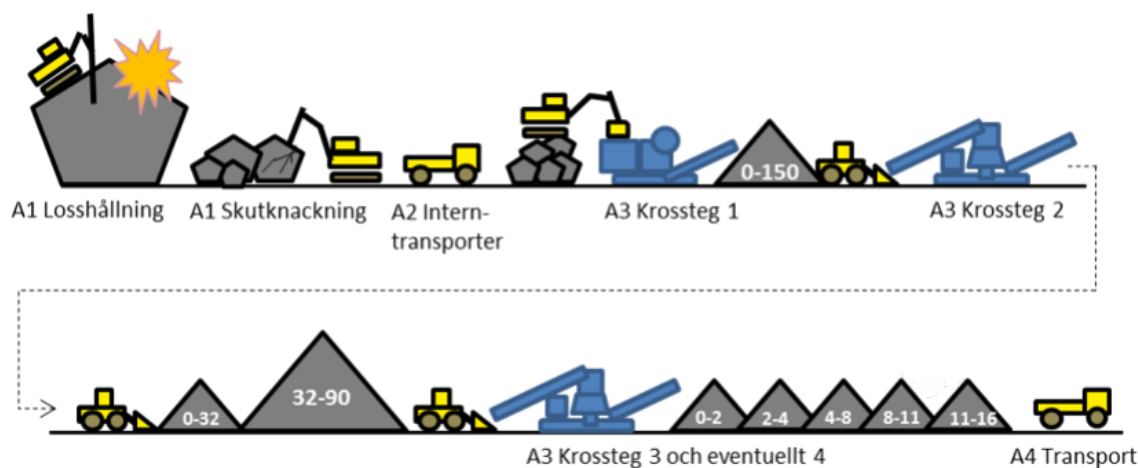 0-150
A1 Losshållning
A1 Skutknackning
A2 Intern-
transporter
A3 Krossteg 1
A3 Krossteg 2
0-32
32-90
0-2
2-4
4-8
8-11
11-16
A3 Krossteg 3 och eventuellt 4
A4 Transport